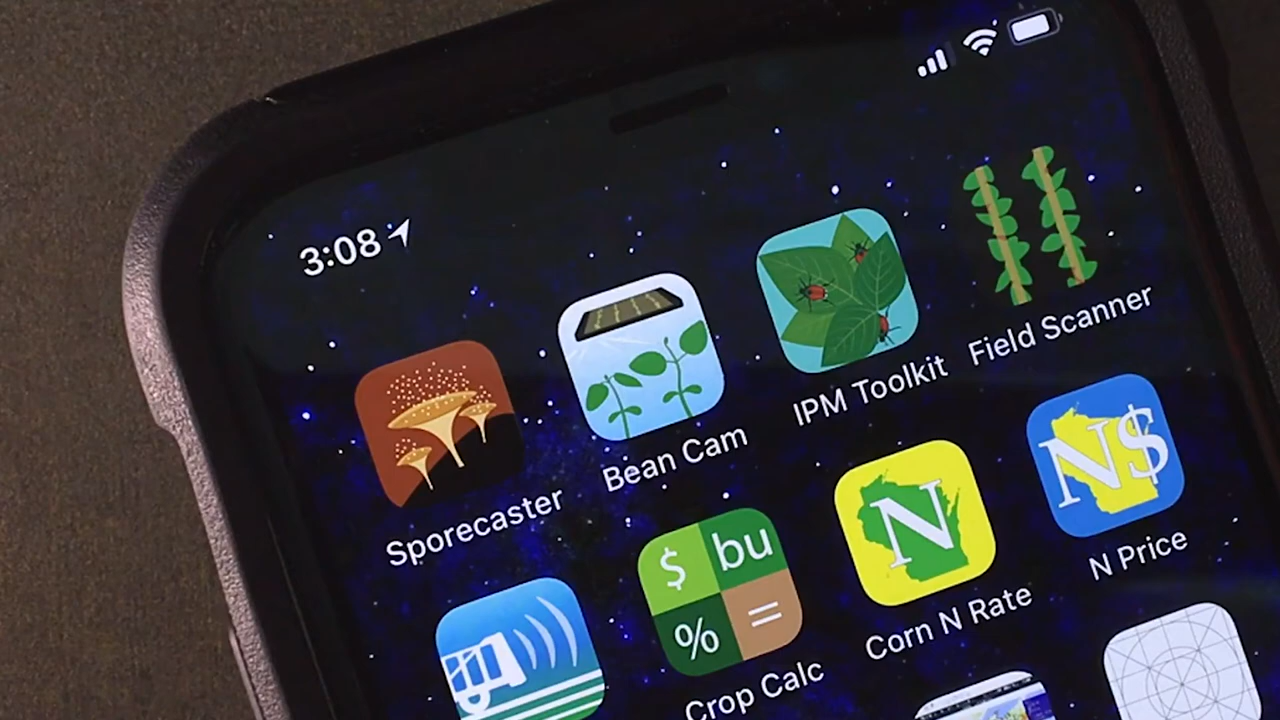 3:08
Sporecaster
Bean Cam
IPM Toolkit
Field Scanner
$ bu
% =
Crop Calc
N
Corn N Rate
N$
N Price